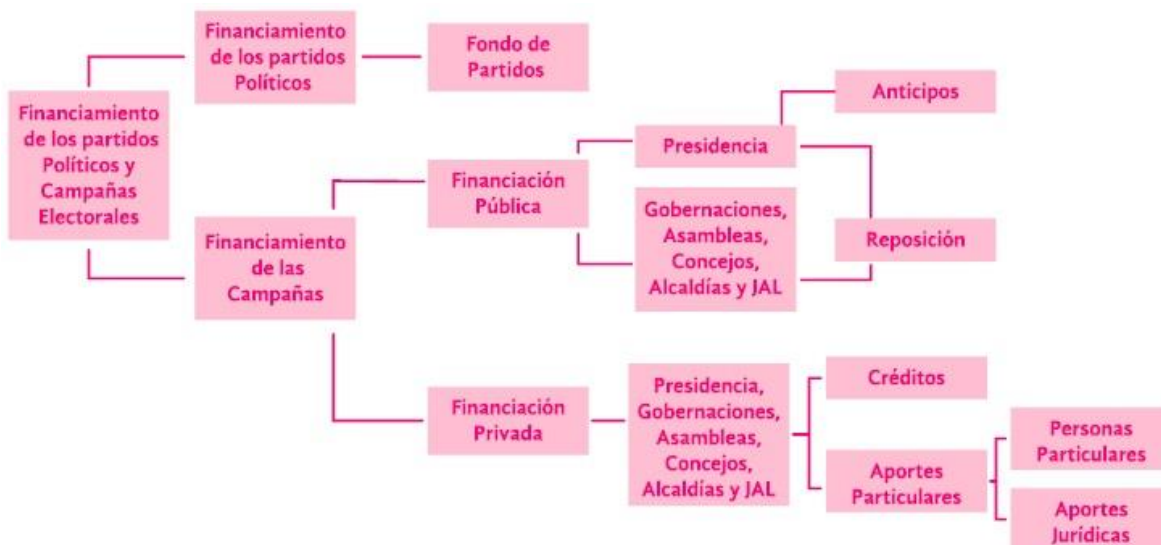 Financiamiento
de los partidos
Políticos y
Campañas
Electorales
Financiamiento
de los partidos
Políticos
Fondo de
Partidos
Financiamiento
de las
Campañas
Financiación
Pública
Presidencia
Anticipos
Gobernaciones,
Asambleas,
Concejos,
Alcaldías y JAL
Reposición
Financiación
Privada
Presidencia,
Gobernaciones,
Asambleas,
Concejos,
Alcaldías y JAL
Créditos
Aportes
Particulares
Personas
Particulares
Aportes
Jurídicas